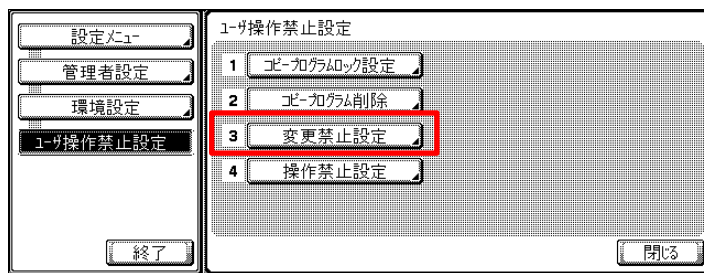 設定ﾒﾆｭｰ
管理者設定
環境設定
ﾕｰｻﾞ操作禁止設定
終了
ﾕｰｻﾞ操作禁止設定
1 ｺﾋﾟｰﾌﾟﾛｸﾞﾗﾑﾛｯｸ設定
2 ｺﾋﾟｰﾌﾟﾛｸﾞﾗﾑ削除
3 変更禁止設定
4 操作禁止設定
閉じる